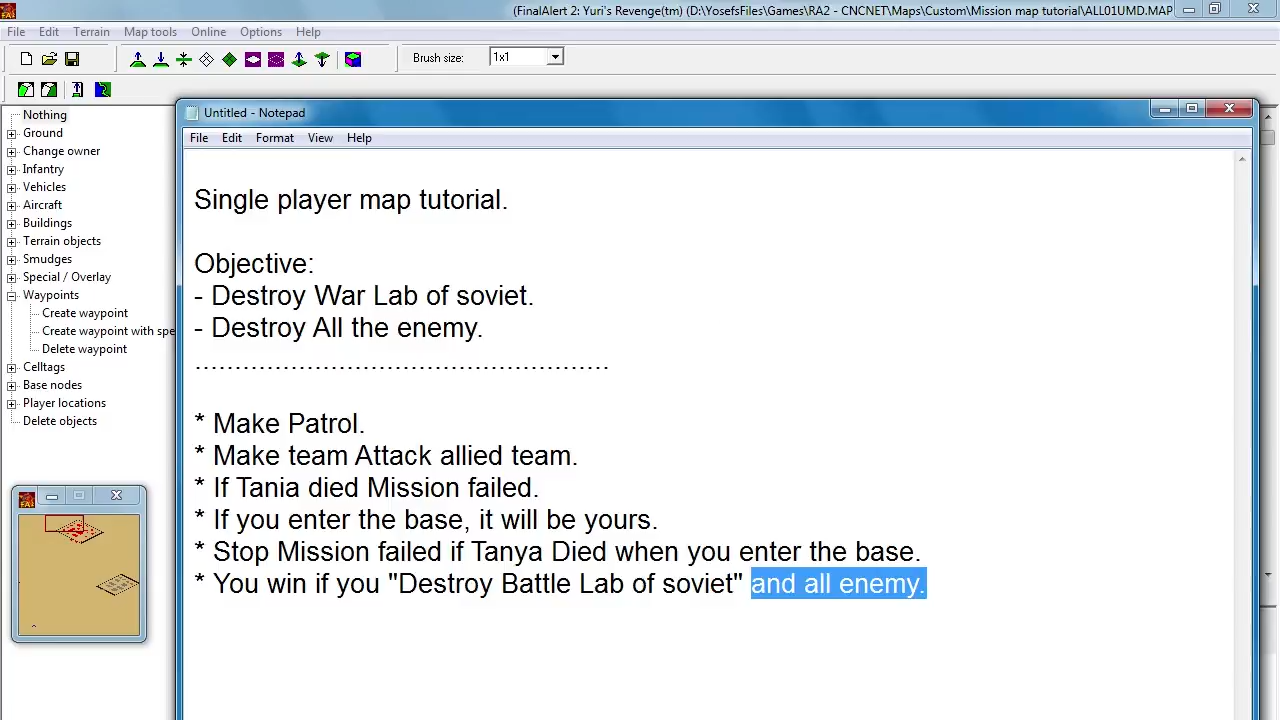 (FinalAlert 2: Yuri's Revenge(tm) (D:\YosefsFiles\Games\RA2 - CNCNET\Maps\Custom\Mission map tutorial\ALL01UMD.MAP
File Edit Terrain Map tools Online Options Help
Brush size: 1x1
Nothing
Ground
Change owner
Infantry
Vehicles
Aircraft
Buildings
Terrain objects
Smudges
Special / Overlay
Waypoints
Create waypoint
Create waypoint with spe
Delete waypoint
Celltags
Base nodes
Player locations
Delete objects
Untitled - Notepad
File Edit Format View Help
Single player map tutorial.
Objective:
- Destroy War Lab of soviet.
- Destroy All the enemy.
....................................................
* Make Patrol.
* Make team Attack allied team.
* If Tania died Mission failed.
* If you enter the base, it will be yours.
* Stop Mission failed if Tanya Died when you enter the base.
* You win if you "Destroy Battle Lab of soviet" and all enemy.